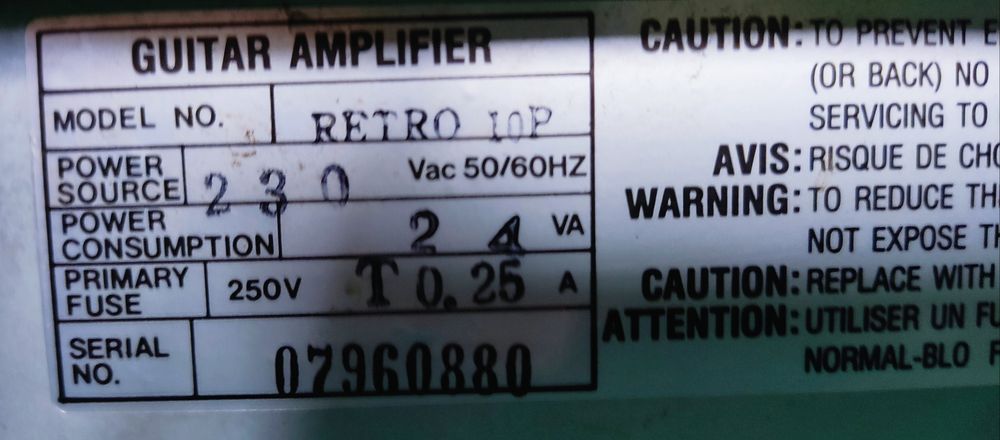 GUITAR AMPLIFIER
MODEL NO. RETRO 10P
POWER SOURCE 230 Vac 50/60HZ
POWER CONSUMPTION 24 VA
PRIMARY FUSE 250V T 0.25 A
SERIAL NO. 07960880
CAUTION: TO PREVENT E
(OR BACK) NO
SERVICING TO
AVIS: RISQUE DE CHO
WARNING: TO REDUCE TH
NOT EXPOSE TH
CAUTION: REPLACE WITH
ATTENTION: UTILISER UN FU
NORMAL-BLO F